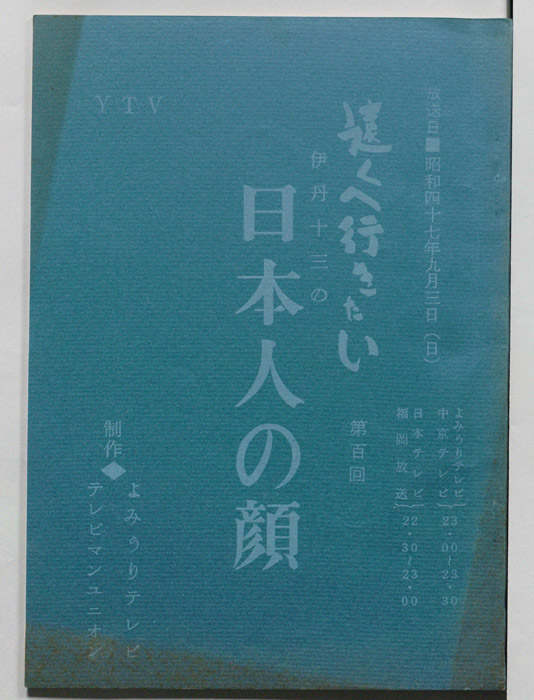 放送日■昭和四十七年九月三日(日)
よみうりテレビ
中京テレビ
23・00〜23・30
日本テレビ
福岡放送
22・30〜23・00
遠くへ行きたい
第百回
伊丹十三の
日本人の顔
YTV
制作◆
よみうりテレビ
テレビマンユニオン